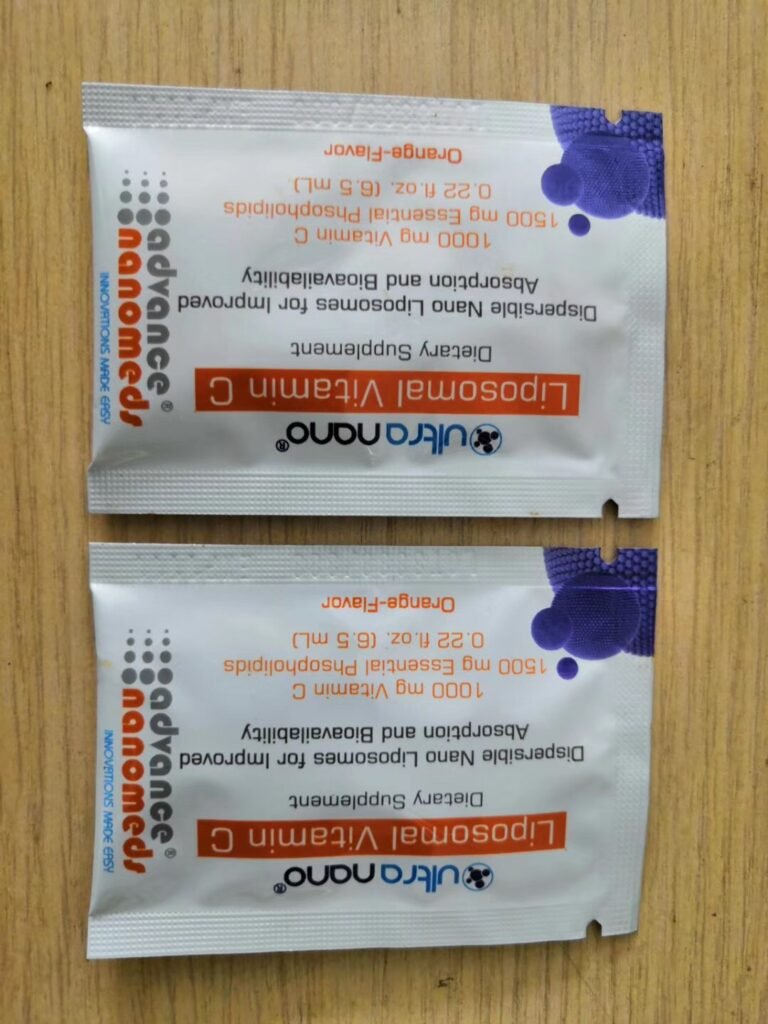 ultra nano®
Liposomal Vitamin C
Dietary Supplement
Dispersible Nano Liposomes for Improved
Absorption and Bioavailability
1000 mg Vitamin C
1500 mg Essential Phsopholipids
0.22 fl.oz. (6.5 mL)
Orange-Flavor
advance®
nanomeds
INNOVATIONS MADE EASY
ultra nano®
Liposomal Vitamin C
Dietary Supplement
Dispersible Nano Liposomes for Improved
Absorption and Bioavailability
1000 mg Vitamin C
1500 mg Essential Phsopholipids
0.22 fl.oz. (6.5 mL)
Orange-Flavor
advance®
nanomeds
INNOVATIONS MADE EASY